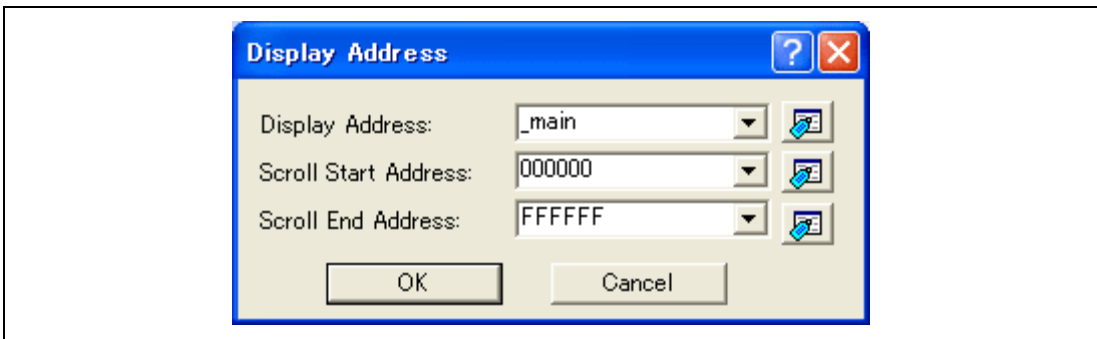 Display Address
Display Address: _main
Scroll Start Address: 000000
Scroll End Address: FFFFFF
OK Cancel